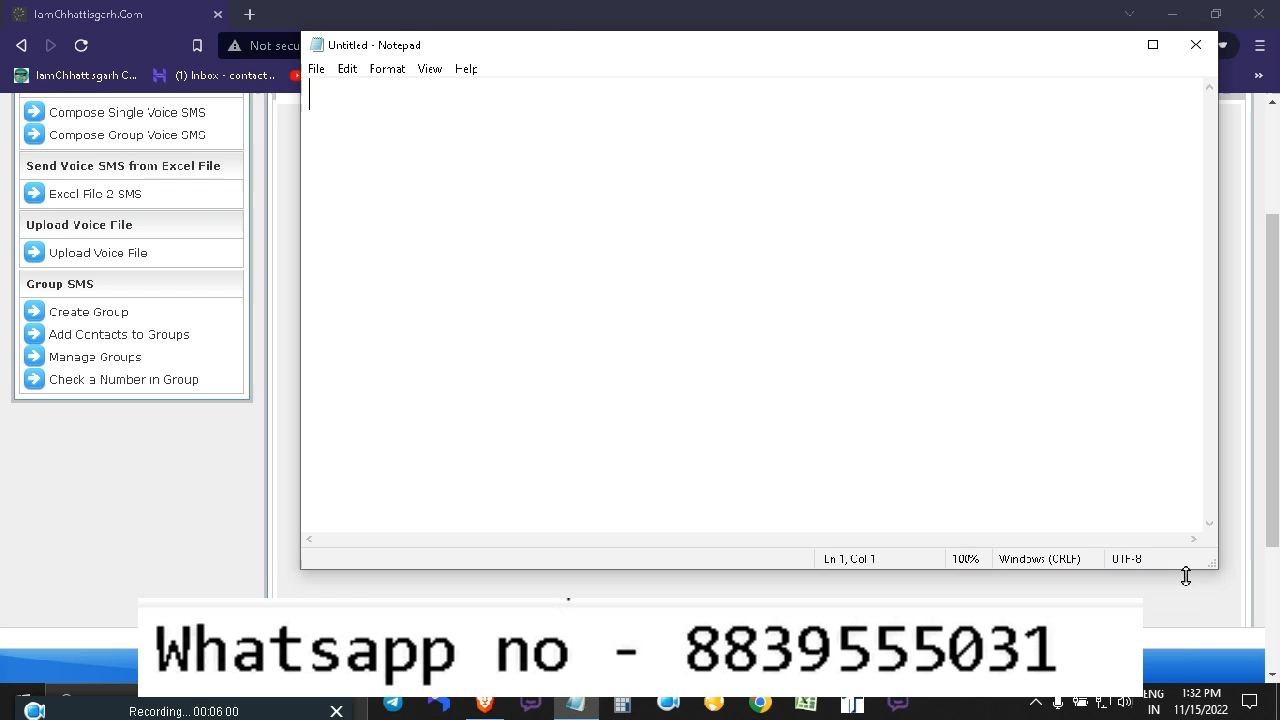 IamChhattisgarh.Com
Not secu
IamChhattisgarh C...
(1) Inbox - contact...
Untitled - Notepad
File Edit Format View Help
Compose Single Voice SMS
Compose Group Voice SMS
Send Voice SMS from Excel File
Excel File 2 SMS
Upload Voice File
Upload Voice File
Group SMS
Create Group
Add Contacts to Groups
Manage Groups
Check a Number in Group
Ln 1, Col 1 100% Windows (CRLF) UTF-8
Whatsapp no - 8839555031
ENG 1:32 PM
IN 11/15/2022
Recording... 00:06:00